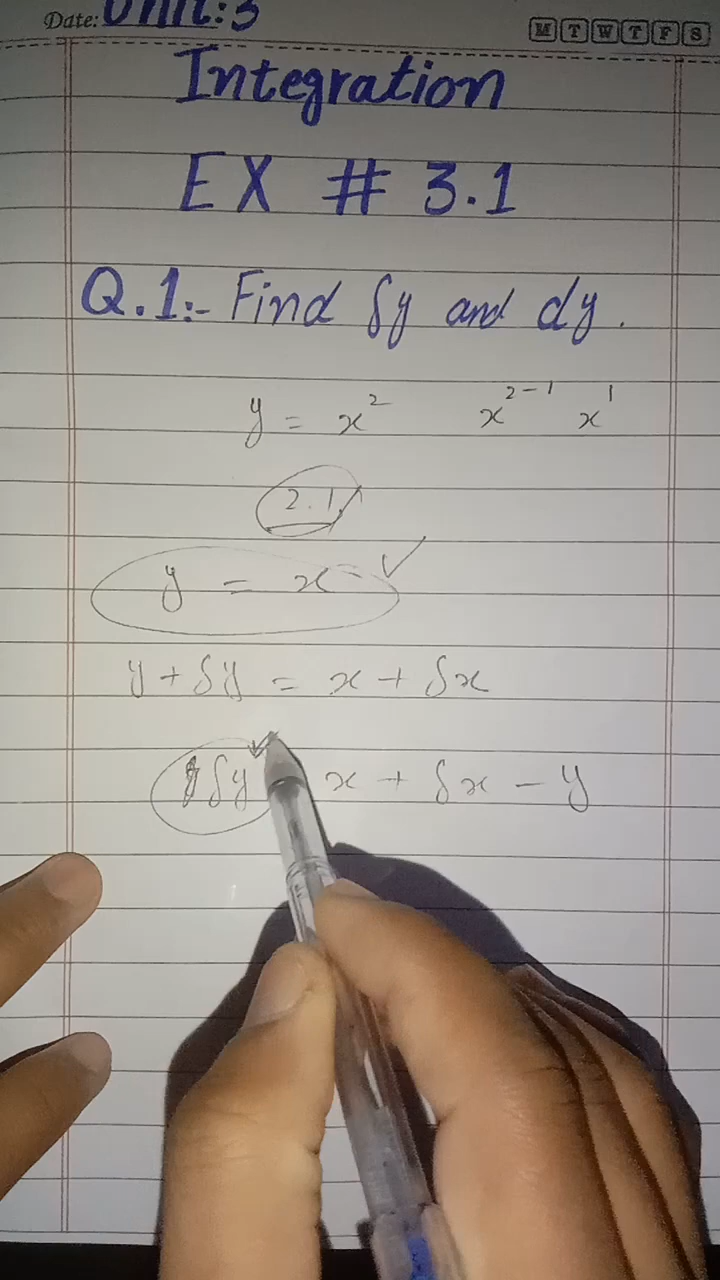 Date: Unit:3 M T W T F S
Integration
EX # 3.1
Q.1:- Find δy and dy.
y = x² x²⁻¹ x¹
2.1
y = x
y + δy = x + δx
δy x + δx - y